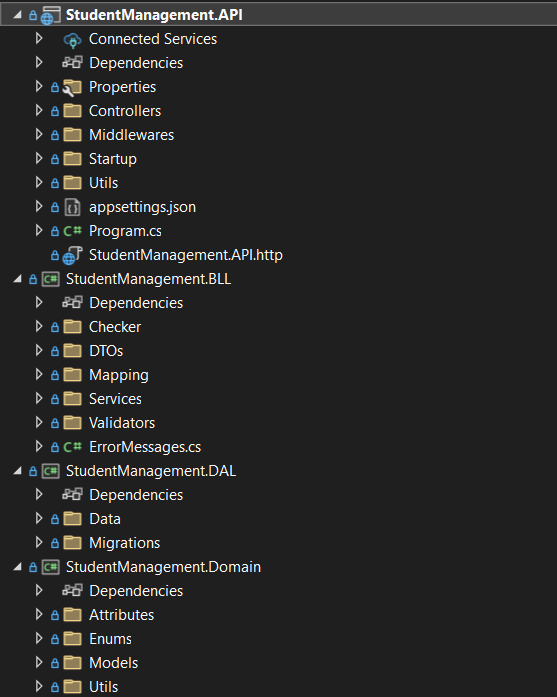 StudentManagement.API
Connected Services
Dependencies
Properties
Controllers
Middlewares
Startup
Utils
appsettings.json
C# Program.cs
StudentManagement.API.http
C# StudentManagement.BLL
Dependencies
Checker
DTOs
Mapping
Services
Validators
C# ErrorMessages.cs
C# StudentManagement.DAL
Dependencies
Data
Migrations
C# StudentManagement.Domain
Dependencies
Attributes
Enums
Models
Utils